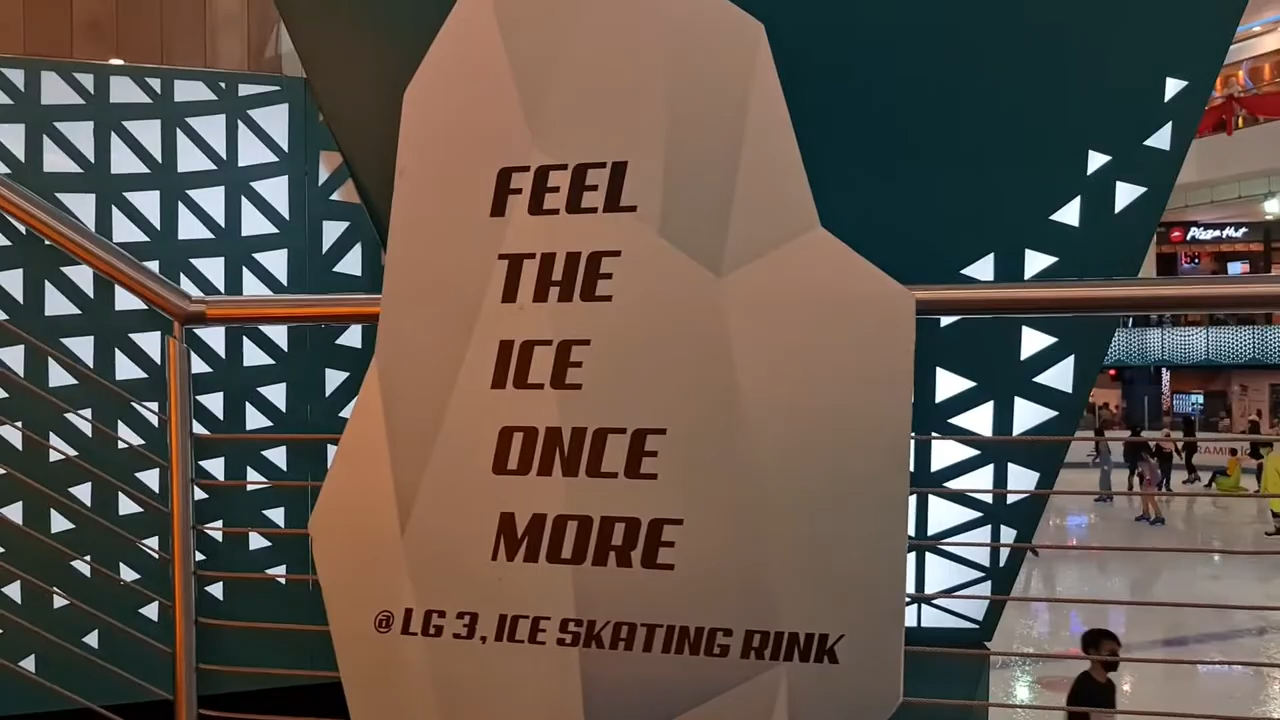 FEEL
THE
ICE
ONCE
MORE
@ LG 3, ICE SKATING RINK
Pizza Hut